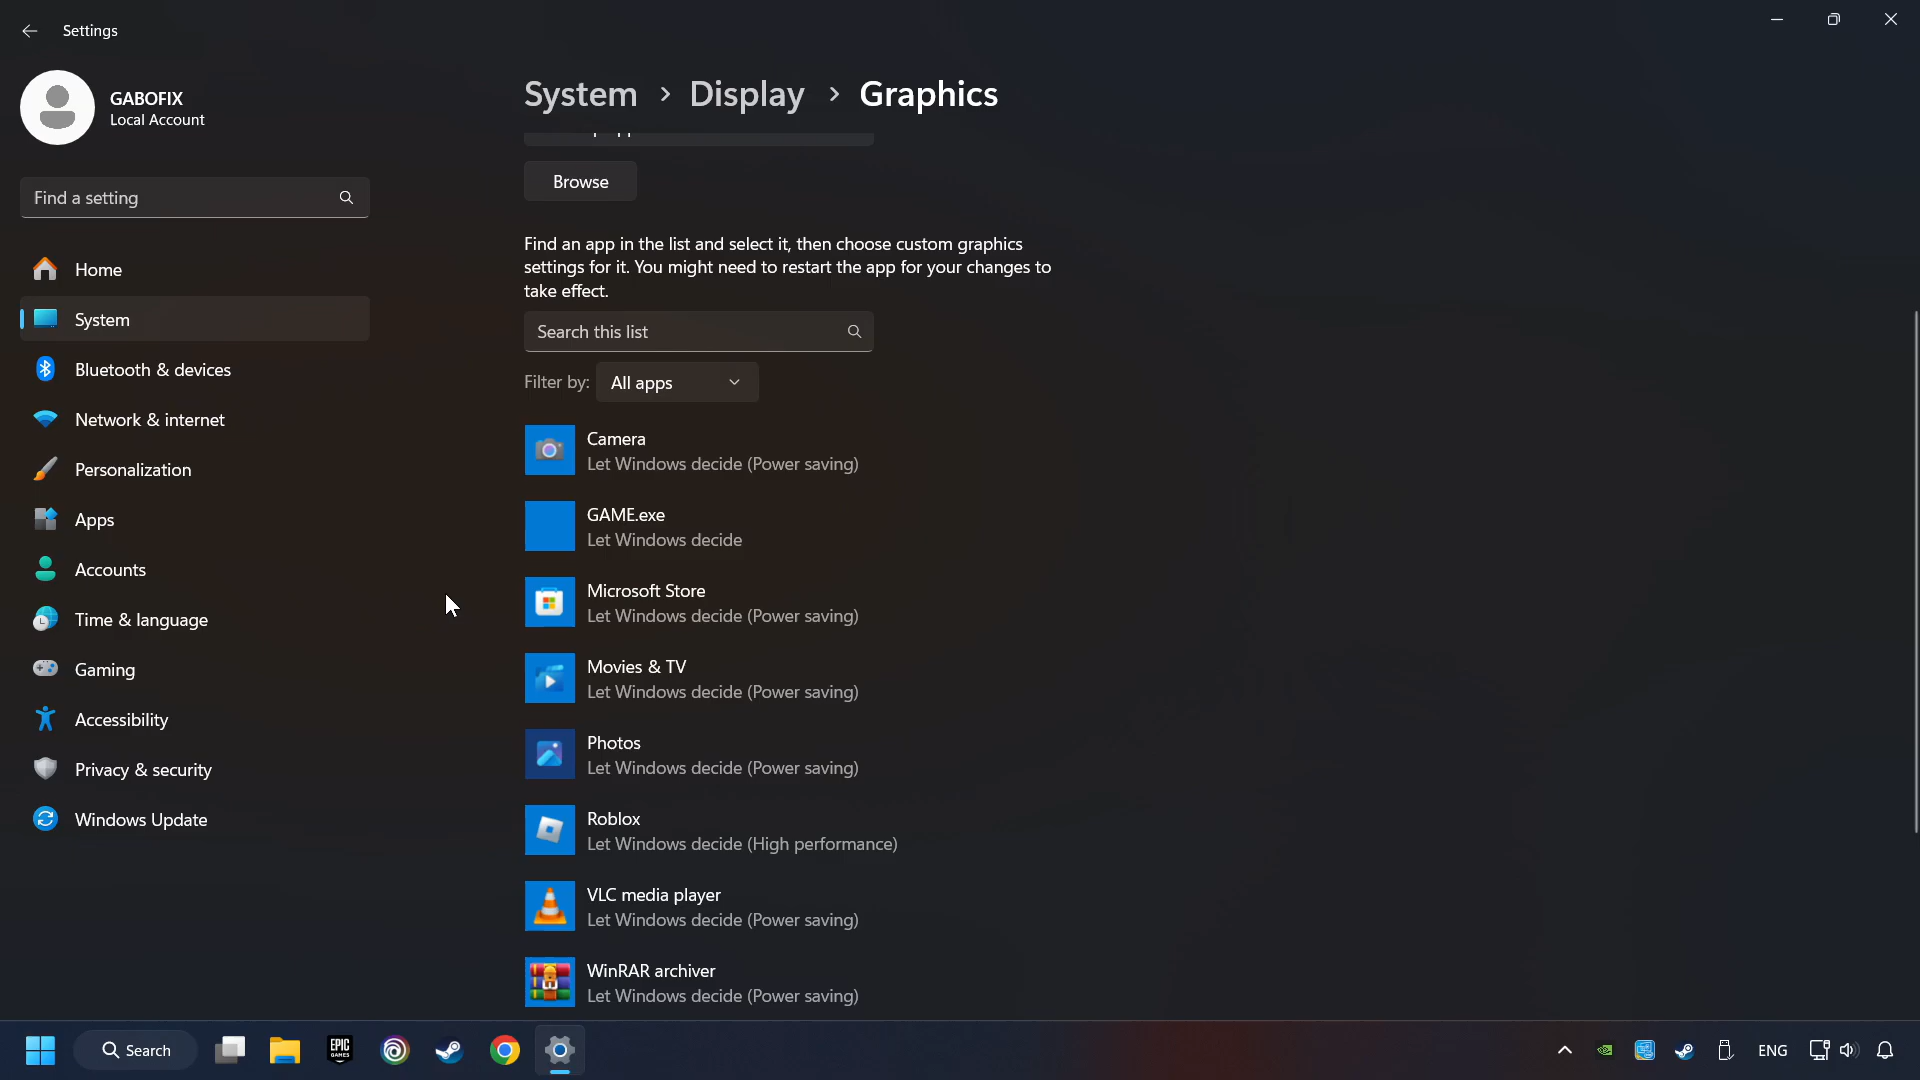 Settings
GABOFIX
Local Account
Find a setting
Home
System
Bluetooth & devices
Network & internet
Personalization
Apps
Accounts
Time & language
Gaming
Accessibility
Privacy & security
Windows Update
System > Display > Graphics
Browse
Find an app in the list and select it, then choose custom graphics
settings for it. You might need to restart the app for your changes to
take effect.
Search this list
Filter by: All apps
Camera
Let Windows decide (Power saving)
GAME.exe
Let Windows decide
Microsoft Store
Let Windows decide (Power saving)
Movies & TV
Let Windows decide (Power saving)
Photos
Let Windows decide (Power saving)
Roblox
Let Windows decide (High performance)
VLC media player
Let Windows decide (Power saving)
WinRAR archiver
Let Windows decide (Power saving)
Search
EPIC
GAMES
ENG